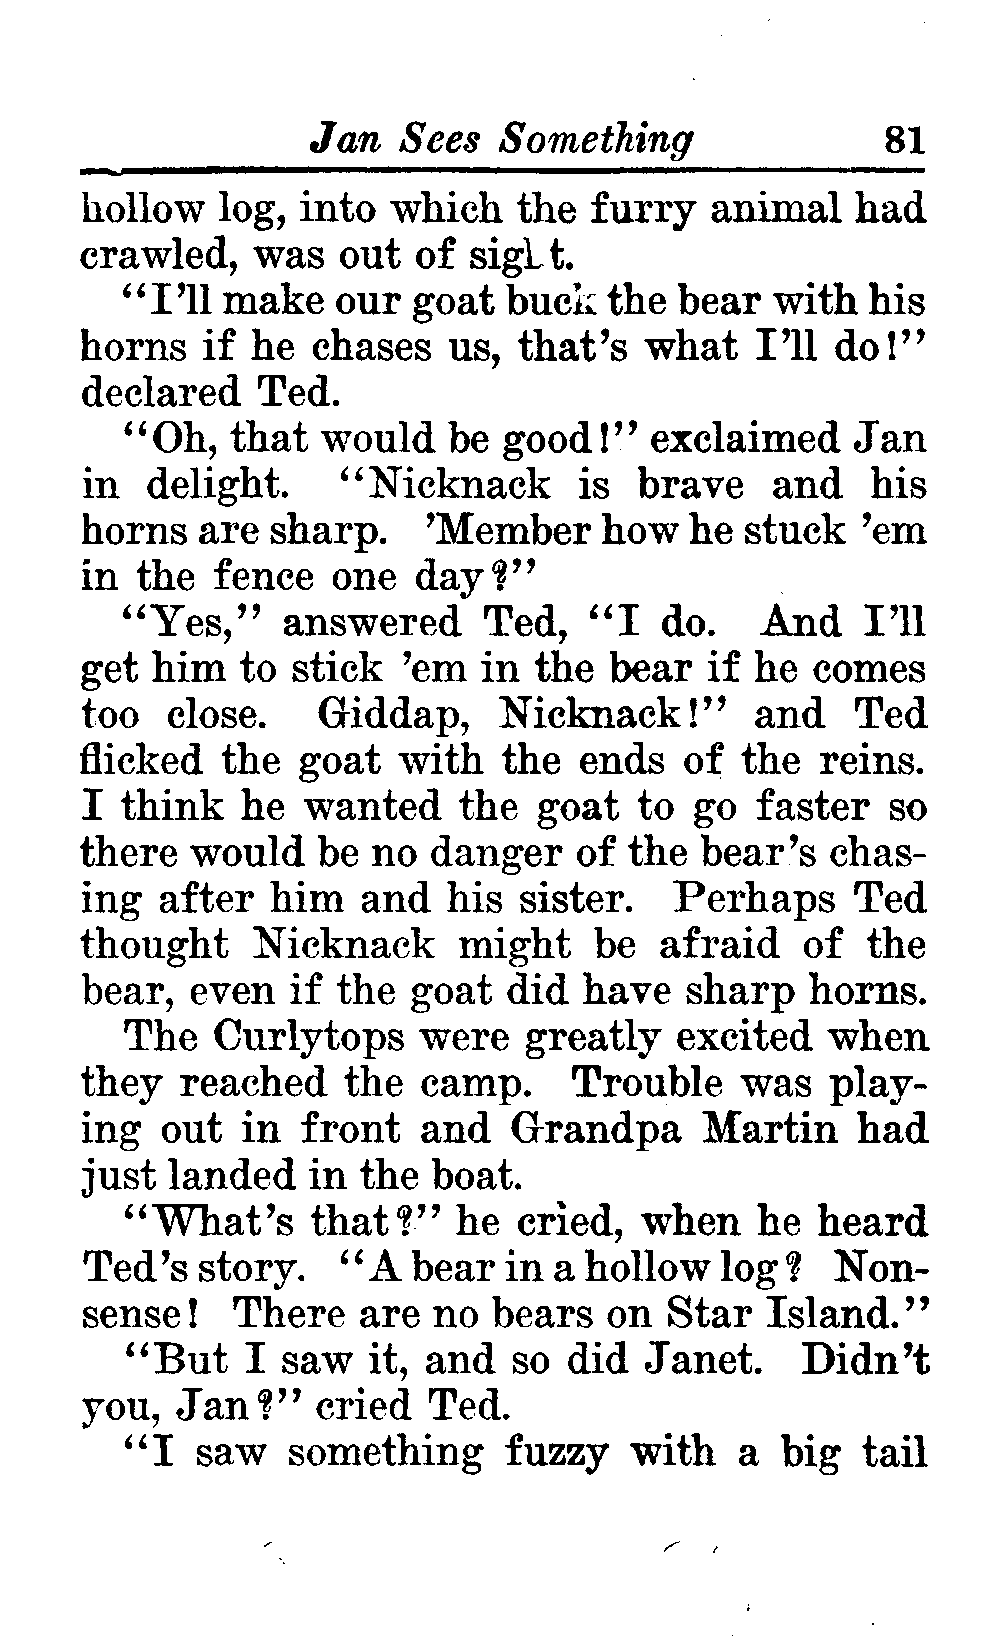 Jan Sees Something 81
hollow log, into which the furry animal had
crawled, was out of sight.
"I'll make our goat buck the bear with his
horns if he chases us, that's what I'll do!"
declared Ted.
"Oh, that would be good!" exclaimed Jan
in delight. "Nicknack is brave and his
horns are sharp. 'Member how he stuck 'em
in the fence one day?"
"Yes," answered Ted, "I do. And I'll
get him to stick 'em in the bear if he comes
too close. Giddap, Nicknack!" and Ted
flicked the goat with the ends of the reins.
I think he wanted the goat to go faster so
there would be no danger of the bear's chas-
ing after him and his sister. Perhaps Ted
thought Nicknack might be afraid of the
bear, even if the goat did have sharp horns.
The Curlytops were greatly excited when
they reached the camp. Trouble was play-
ing out in front and Grandpa Martin had
just landed in the boat.
"What's that?" he cried, when he heard
Ted's story. "A bear in a hollow log? Non-
sense! There are no bears on Star Island."
"But I saw it, and so did Janet. Didn't
you, Jan?" cried Ted.
"I saw something fuzzy with a big tail